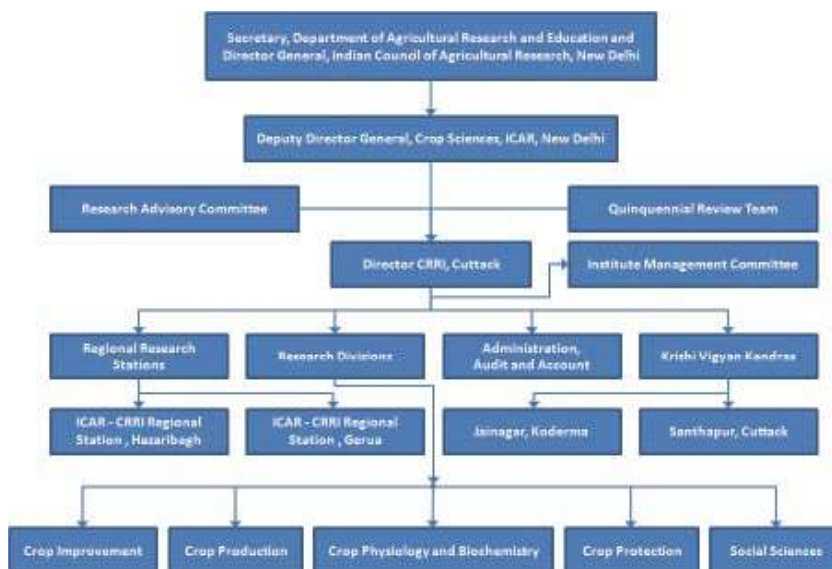 Secretary, Department of Agricultural Research and Education and
Director General, Indian Council of Agricultural Research, New Delhi
Deputy Director General, Crop Sciences, ICAR, New Delhi
Research Advisory Committee
Quinquennial Review Team
Director CRRI, Cuttack
Institute Management Committee
Regional Research
Stations
Research Divisions
Administration,
Audit and Account
Krishi Vigyan Kendras
ICAR - CRRI Regional
Station , Hazaribagh
ICAR - CRRI Regional
Station , Gerua
Jainagar, Koderma
Santhapur, Cuttack
Crop Improvement
Crop Production
Crop Physiology and Biochemistry
Crop Protection
Social Sciences